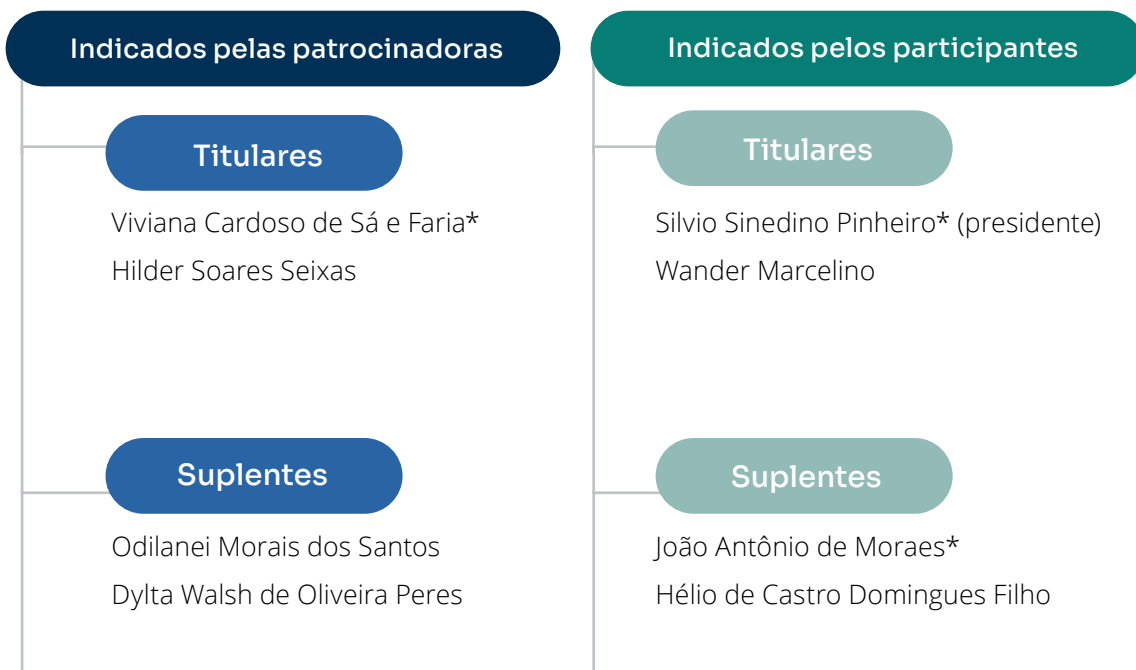 Indicados pelas patrocinadoras
Titulares
Viviana Cardoso de Sá e Faria*
Hilder Soares Seixas
Suplentes
Odilanei Morais dos Santos
Dylta Walsh de Oliveira Peres
Indicados pelos participantes
Titulares
Silvio Sinedino Pinheiro* (presidente)
Wander Marcelino
Suplentes
João Antônio de Moraes*
Hélio de Castro Domingues Filho